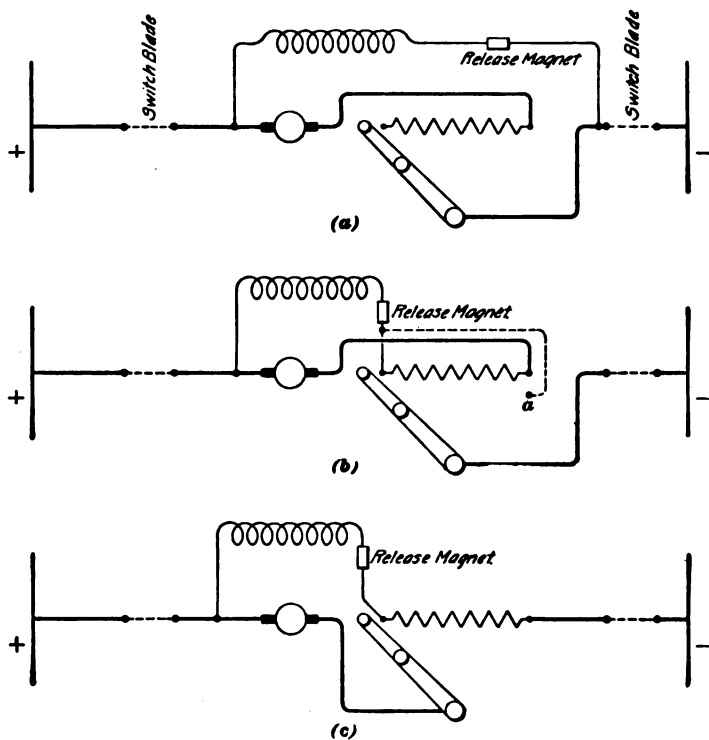 Switch Blade
Switch Blade
Release Magnet
+
−
(a)
Release Magnet
+
−
a
(b)
Release Magnet
+
−
(c)